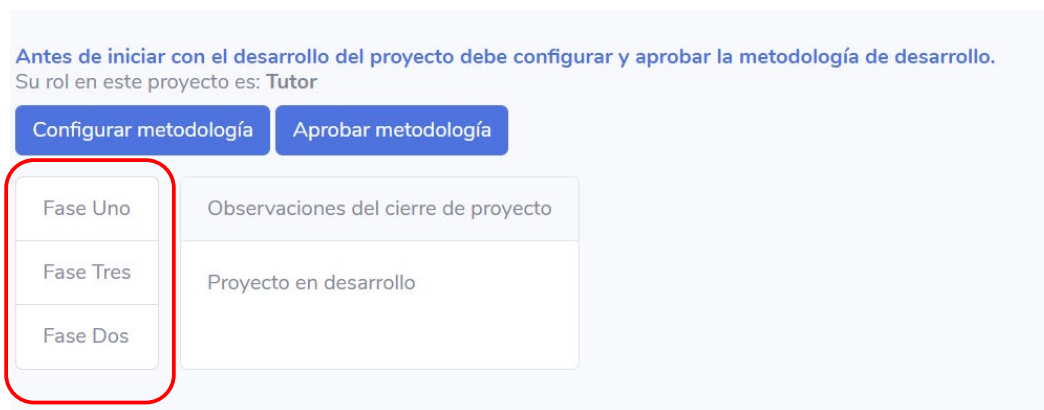 Antes de iniciar con el desarrollo del proyecto debe configurar y aprobar la metodología de desarrollo.
Su rol en este proyecto es: Tutor
Configurar metodología
Aprobar metodología
Fase Uno
Fase Tres
Fase Dos
Observaciones del cierre de proyecto
Proyecto en desarrollo